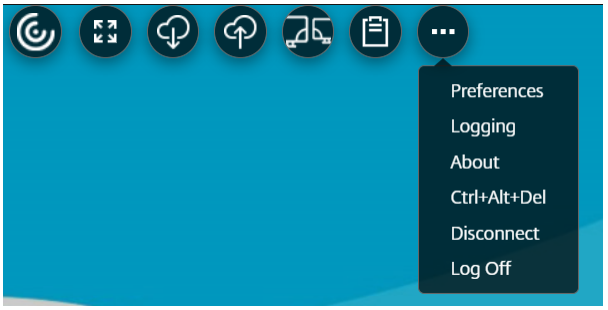 Preferences
Logging
About
Ctrl+Alt+Del
Disconnect
Log Off